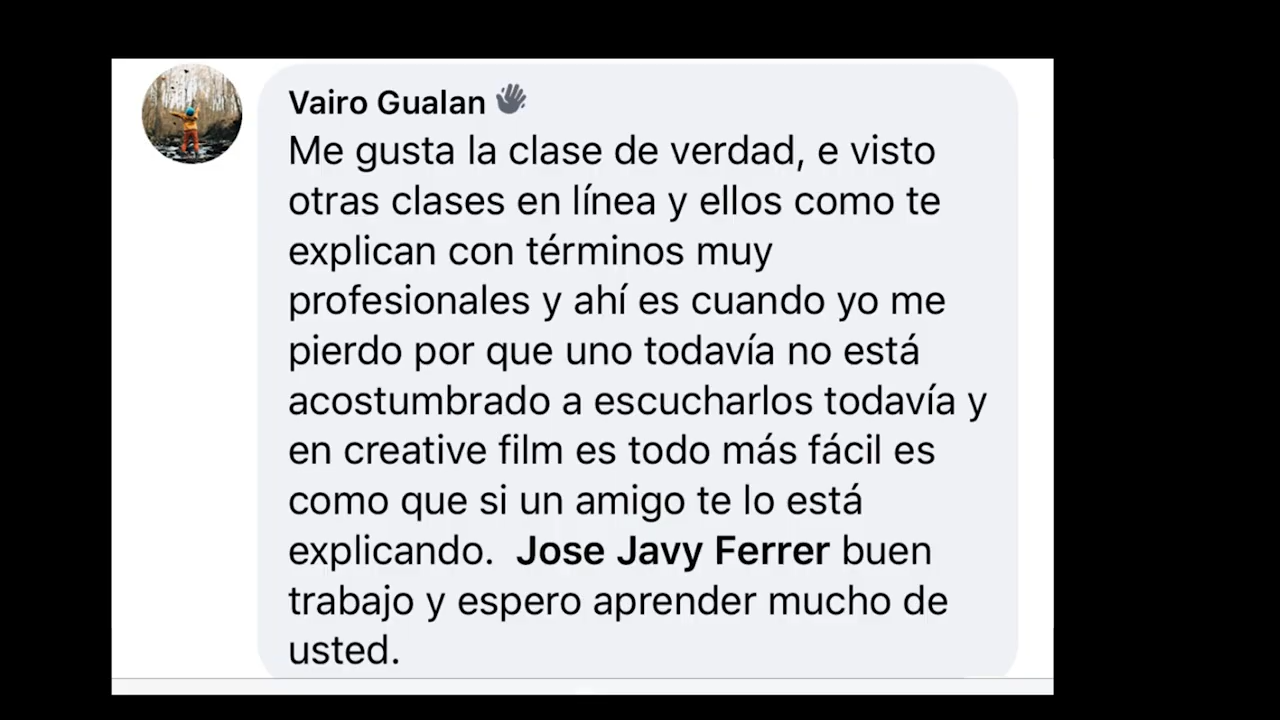 Vairo Gualan 👋
Me gusta la clase de verdad, e visto
otras clases en línea y ellos como te
explican con términos muy
profesionales y ahí es cuando yo me
pierdo por que uno todavía no está
acostumbrado a escucharlos todavía y
en creative film es todo más fácil es
como que si un amigo te lo está
explicando. Jose Javy Ferrer buen
trabajo y espero aprender mucho de
usted.